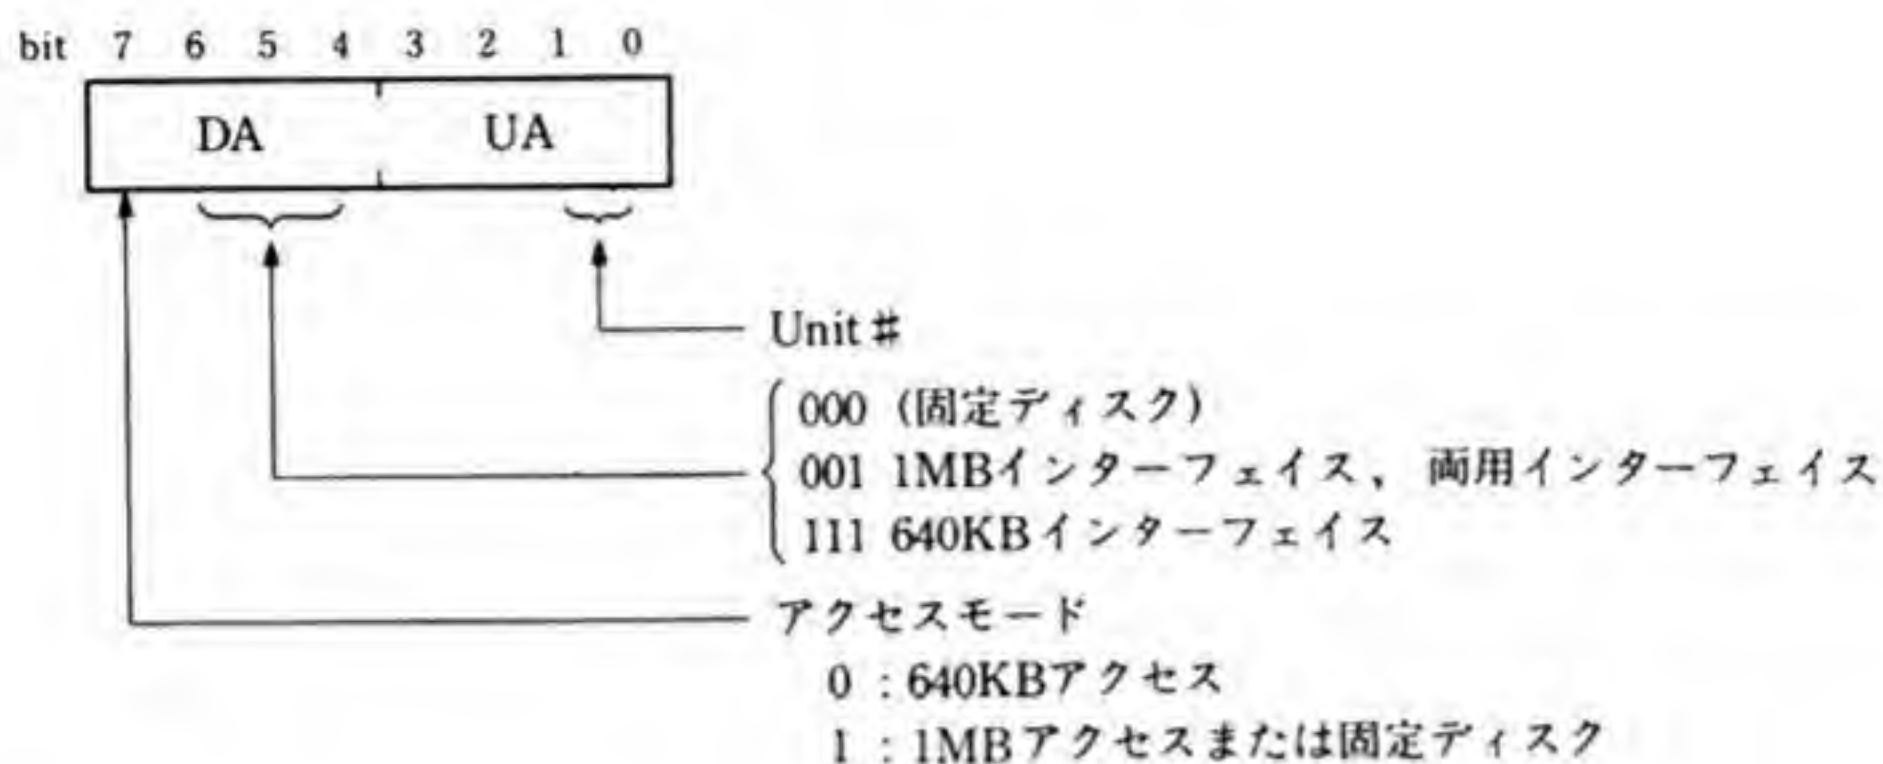 bit 7 6 5 4 3 2 1 0
DA UA
Unit #
000 (固定ディスク)
001 1MBインターフェイス、両用インターフェイス
111 640KBインターフェイス
アクセスモード
0 : 640KBアクセス
1 : 1MBアクセスまたは固定ディスク